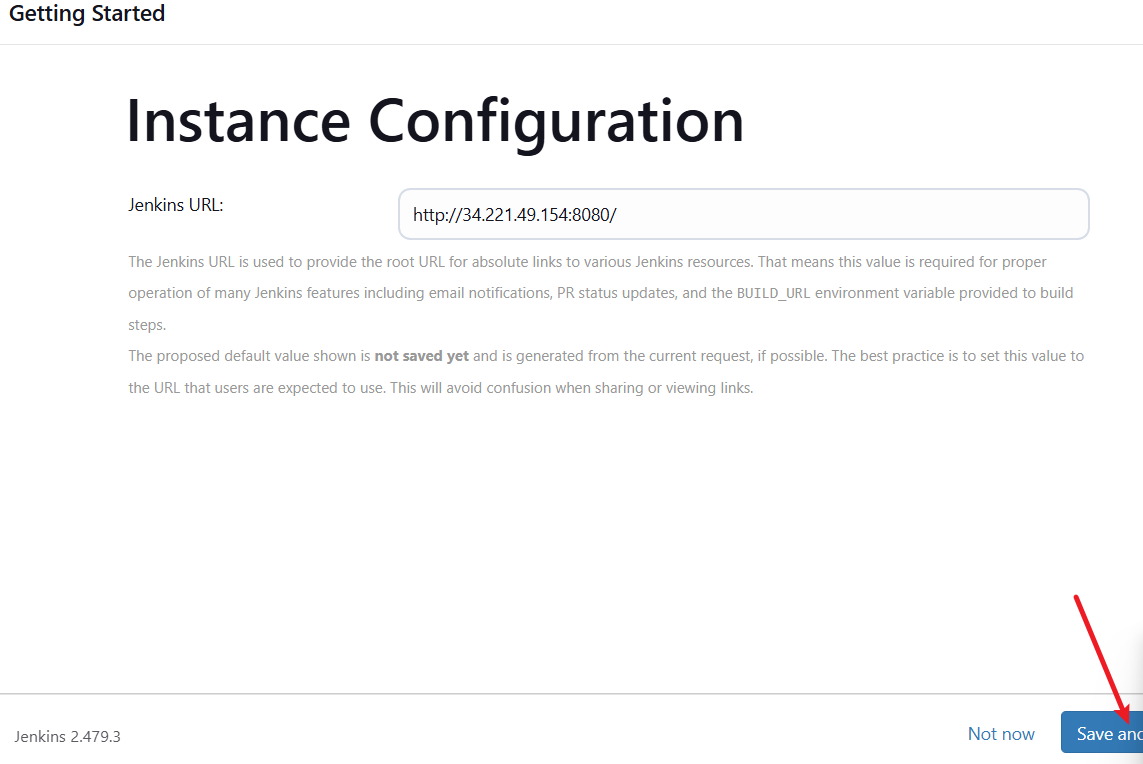 Getting Started
Instance Configuration
Jenkins URL:
http://34.221.49.154:8080/
The Jenkins URL is used to provide the root URL for absolute links to various Jenkins resources. That means this value is required for proper
operation of many Jenkins features including email notifications, PR status updates, and the BUILD_URL environment variable provided to build
steps.
The proposed default value shown is not saved yet and is generated from the current request, if possible. The best practice is to set this value to
the URL that users are expected to use. This will avoid confusion when sharing or viewing links.
Jenkins 2.479.3
Not now
Save and